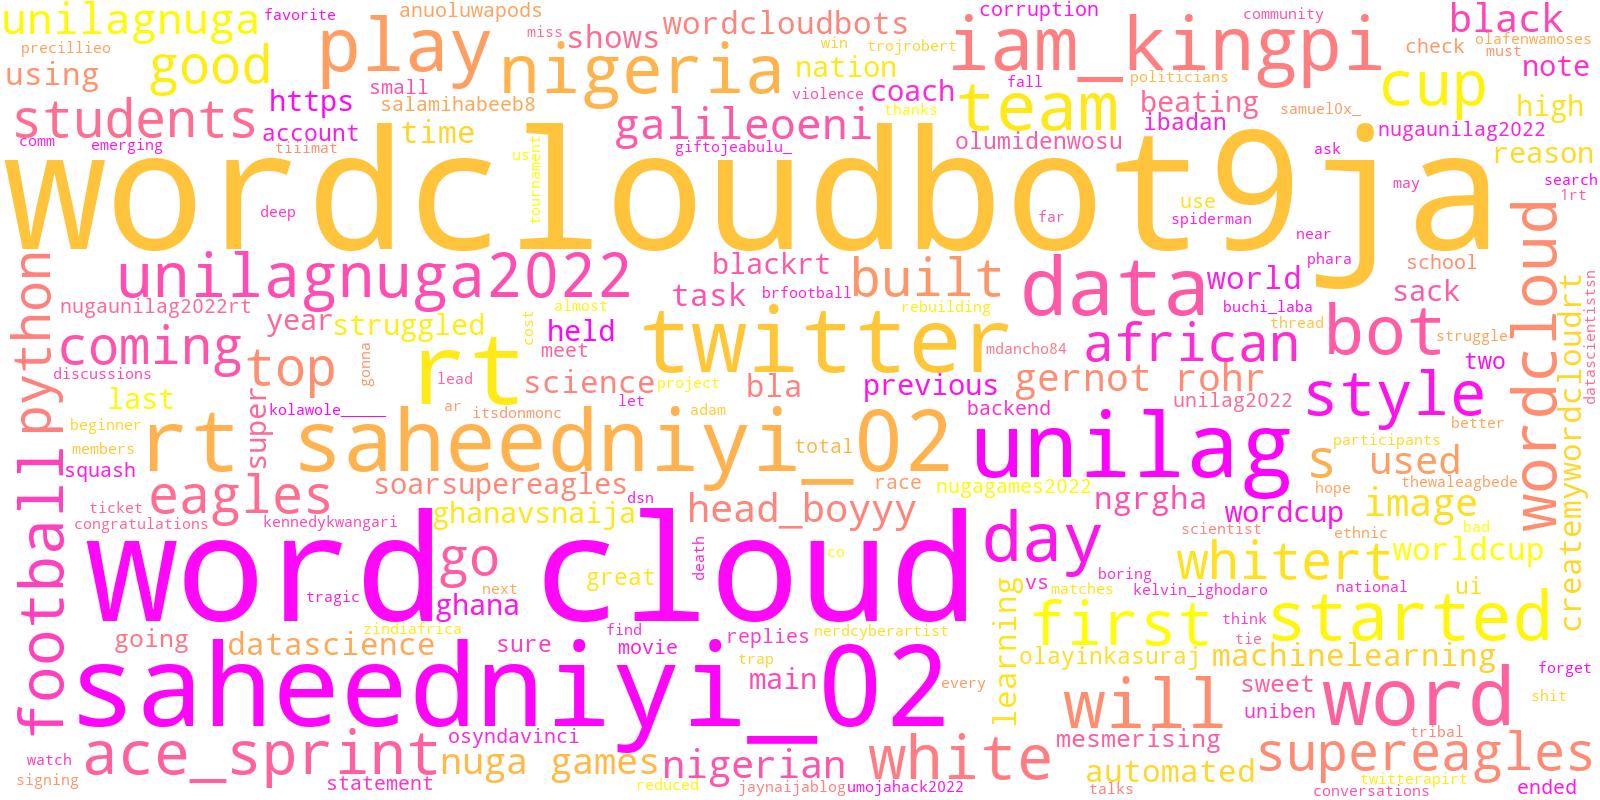 unilagnuga favorite anuoluwapods corruption community black
precillieo play miss shows wordcloudbots win trojrobert iam_kingpi check olafenwamoses must
using good nigeria nation politicians note
students https small salamihabeeb8 violence coach fall team beating samuel0x_ cup high
comm emerging account tiiimat time galileoeni thanks olumidenwosu ibadan nugaunilag2022
giftojeabulu_ ask reason
wordcloudbot9ja
us tournament deep far use spiderman may search 1rt
near
unilagnuga2022 blackrt built data world phara school
nugaunilag2022rt task brfootball buchi_laba sack
year struggled almost held rebuilding thread
coming cost twitter african bot struggle
discussions top gonna rt meet mdancho84 two
lead science project bla previous gernot rohr style
last kolawole_____ let backend unilag2022
beginner super ar itsdonmonc adam better
members rt saheedniyi_02 total unilag s participants used
squash race
eagles soarsupereagles nugagames2022 ngrgha hope thewaleagbede
ticket dsn head_boyyy wordcup image
congratulations kennedykwangari ghanavsnaija scientist ethnic bad
football python
word cloud
go death co day whitert worldcup
great boring
tragic next ghana vs matches kelvin_ighodaro national ui
learning first started createmywordcloudrt wordcloud datascientistsn
going zindiafrica find nerdcyberartist think
datascience sure movie replies tie
saheedniyi_02
trap main every olayinkasuraj machinelearning forget
will sweet uniben word shit
osyndavinci mesmerising tribal
watch ace_sprint nuga games nigerian white supereagles
signing statement reduced jaynaijablog umojahack2022 automated talks twitterapirt conversations ended